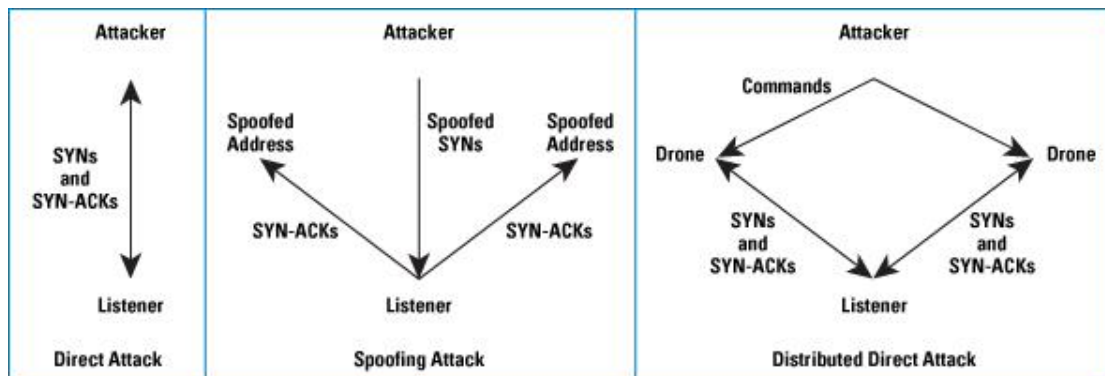 Attacker
SYNs
and
SYN-ACKs
Listener
Direct Attack
Attacker
Spoofed
Address
Spoofed
SYNs
Spoofed
Address
SYN-ACKs
SYN-ACKs
Listener
Spoofing Attack
Attacker
Commands
Drone
Drone
SYNs
and
SYN-ACKs
SYNs
and
SYN-ACKs
Listener
Distributed Direct Attack